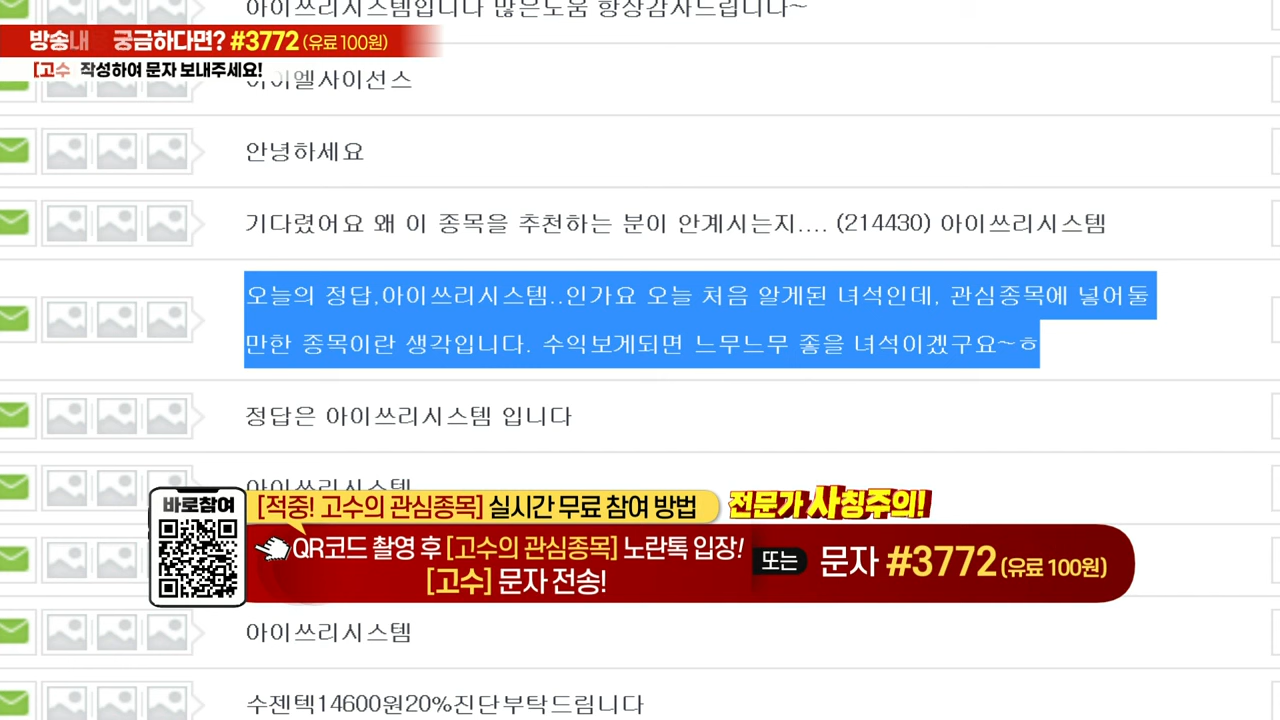 아이쓰리시스템입니다 많은도움 항상감사드립니다~
방송내 궁금하다면? #3772 (유료 100원)
[고수 작성하여 문자 보내주세요!
아이엘사이선스
안녕하세요
기다렸어요 왜 이 종목을 추천하는 분이 안계시는지.... (214430) 아이쓰리시스템
오늘의 정답,아이쓰리시스템..인가요 오늘 처음 알게된 녀석인데, 관심종목에 넣어둘
만한 종목이란 생각입니다. 수익보게되면 느무느무 좋을 녀석이겠구요~ㅎ
정답은 아이쓰리시스템 입니다
아이쓰리시스템
바로참여
[적중! 고수의 관심종목] 실시간 무료 참여 방법
전문가 사칭주의!
QR코드 촬영 후 [고수의 관심종목] 노란톡 입장!
[고수] 문자 전송!
또는 문자 #3772 (유료 100원)
아이쓰리시스템
수젠텍14600원20%진단부탁드림니다